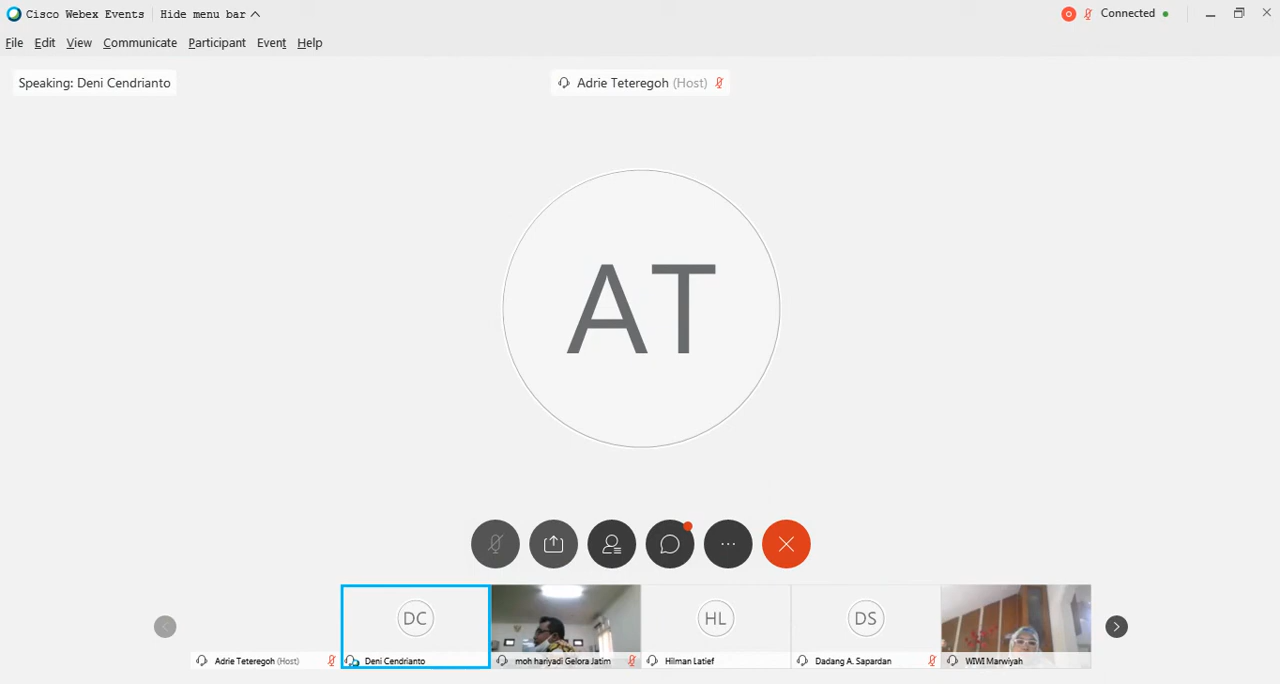 Cisco Webex Events Hide menu bar Connected
File Edit View Communicate Participant Event Help
Speaking: Deni Cendrianto
Adrie Teteregoh (Host)
AT
DC
HL
DS
Adrie Teteregoh (Host)
Deni Cendrianto
moh hariyadi Gelora Jatim
Hilman Latief
Dadang A. Sapardan
WIWI Marwiyah